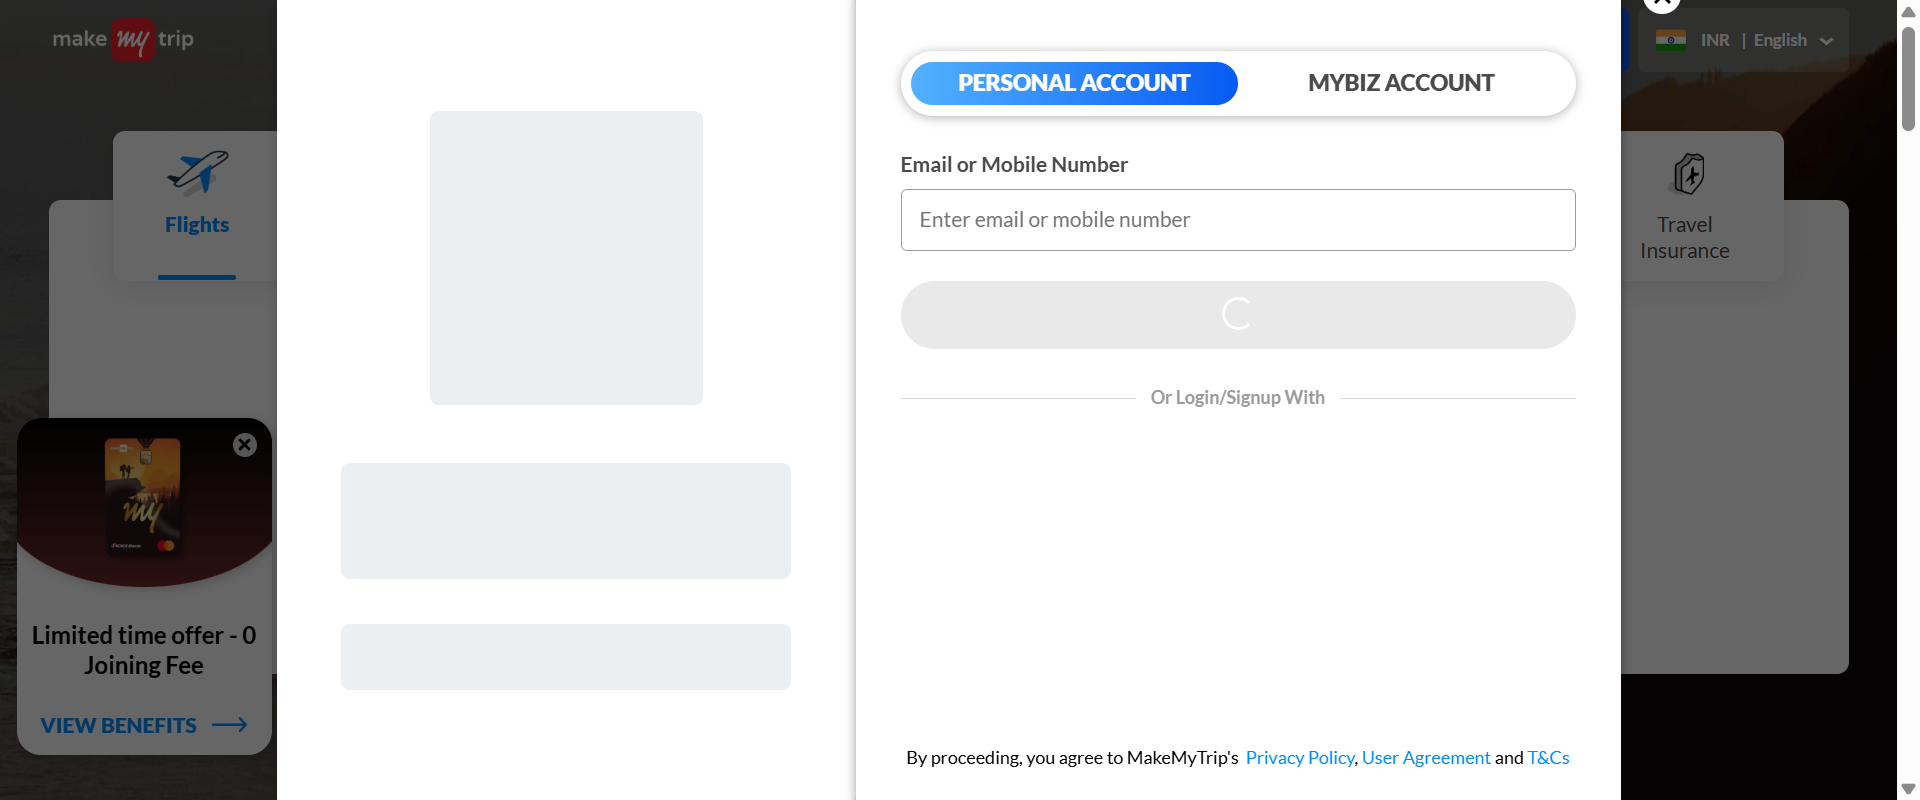 make my trip
INR | English
PERSONAL ACCOUNT
MYBIZ ACCOUNT
Flights
Email or Mobile Number
Enter email or mobile number
Travel
Insurance
Or Login/Signup With
my
Limited time offer - 0
Joining Fee
VIEW BENEFITS
By proceeding, you agree to MakeMyTrip's Privacy Policy, User Agreement and T&Cs